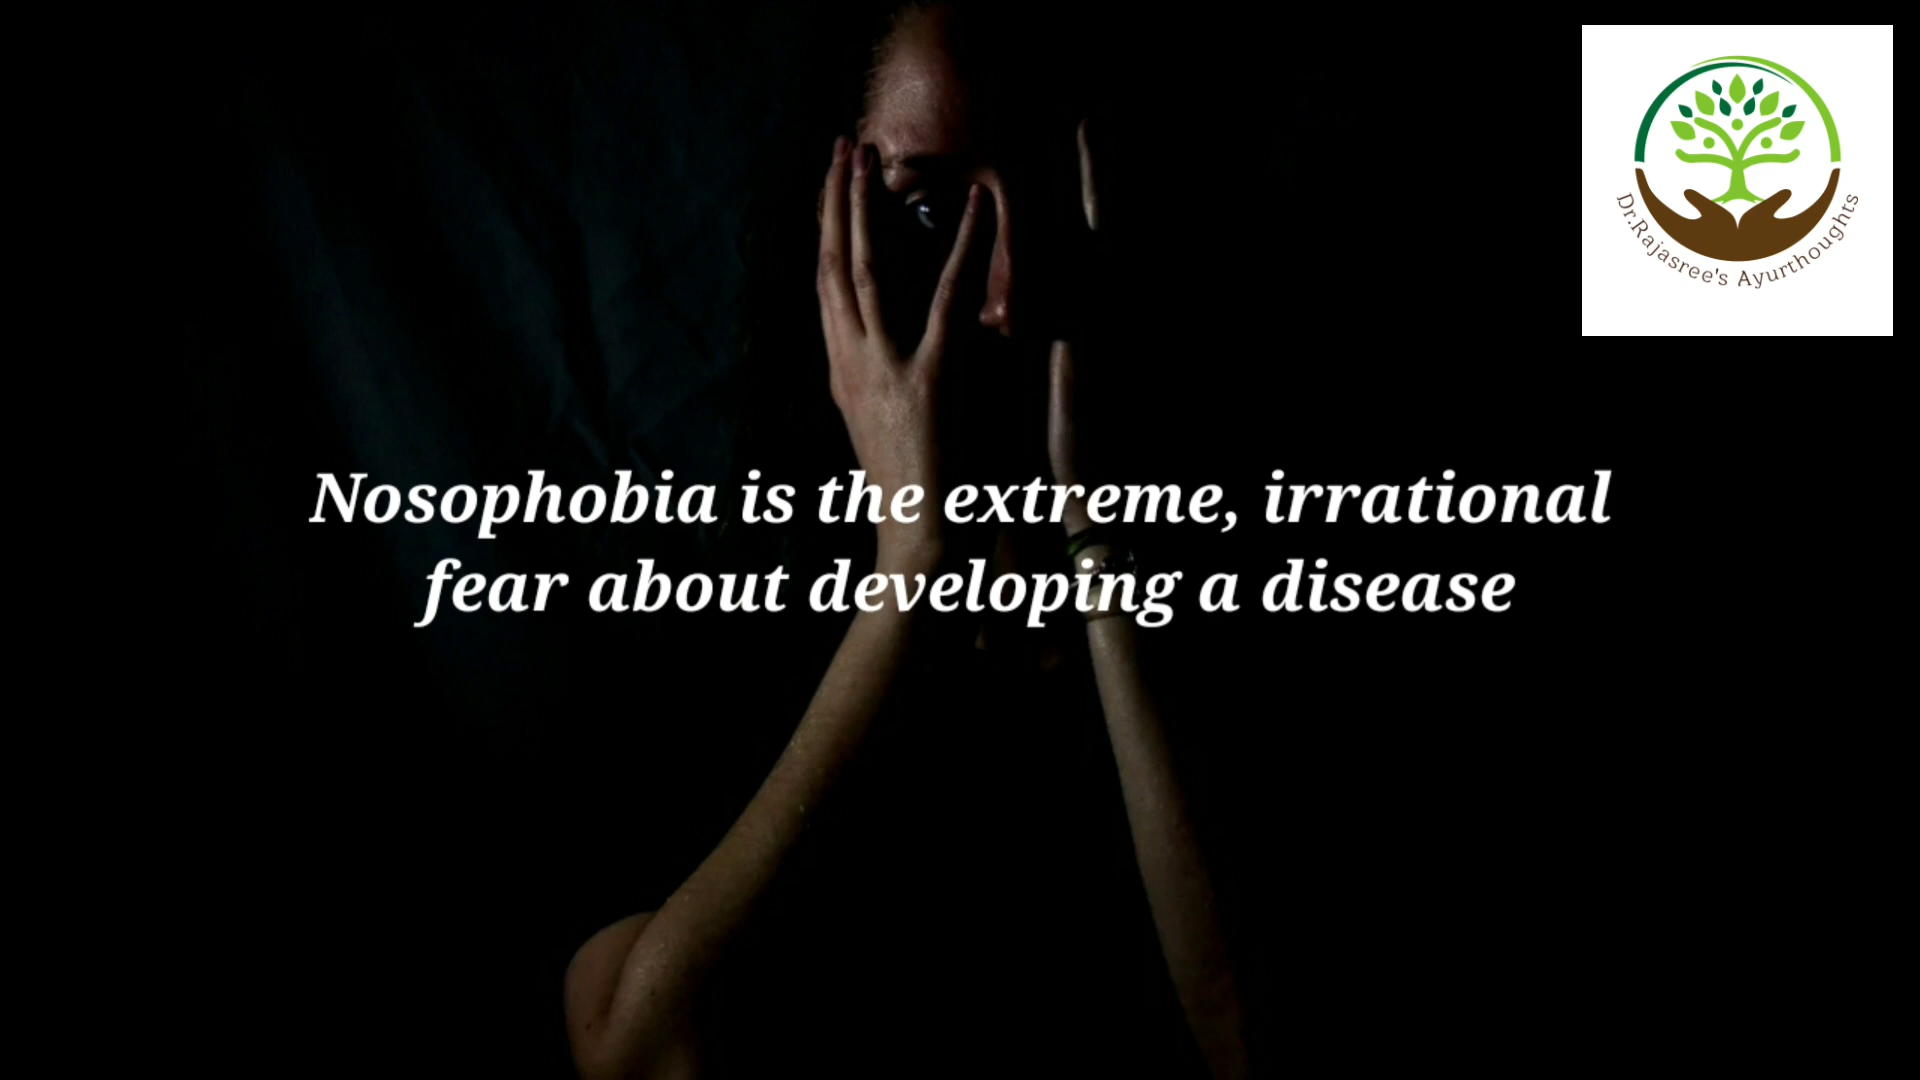 Dr.Rajasree's Ayurthoughts
Nosophobia is the extreme, irrational
fear about developing a disease